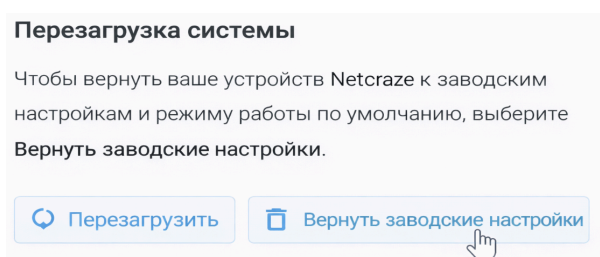 Перезагрузка системы
Чтобы вернуть ваше устройств Netcraze к заводским
настройкам и режиму работы по умолчанию, выберите
Вернуть заводские настройки.
Перезагрузить
Вернуть заводские настройки